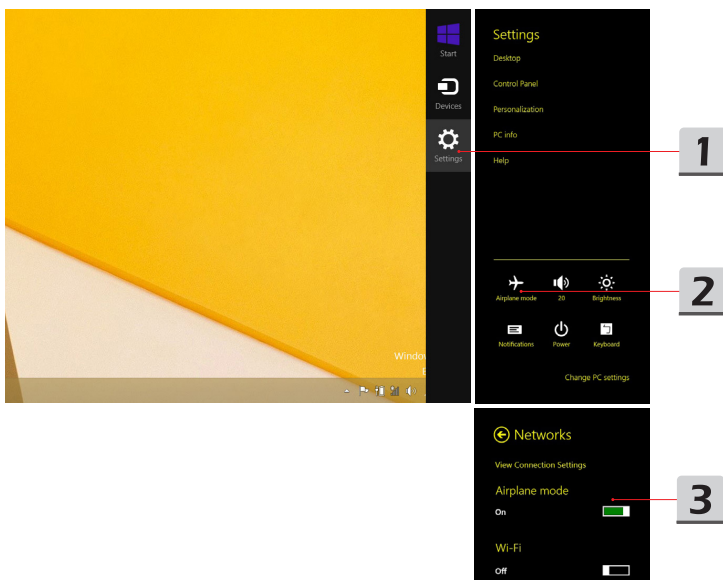 Start
Devices
Settings
Settings
Desktop
Control Panel
Personalization
PC info
Help
1
Airplane mode
20
Brightness
2
Notifications
Power
Keyboard
Change PC settings
Networks
View Connection Settings
Airplane mode
On
3
Wi-Fi
Off